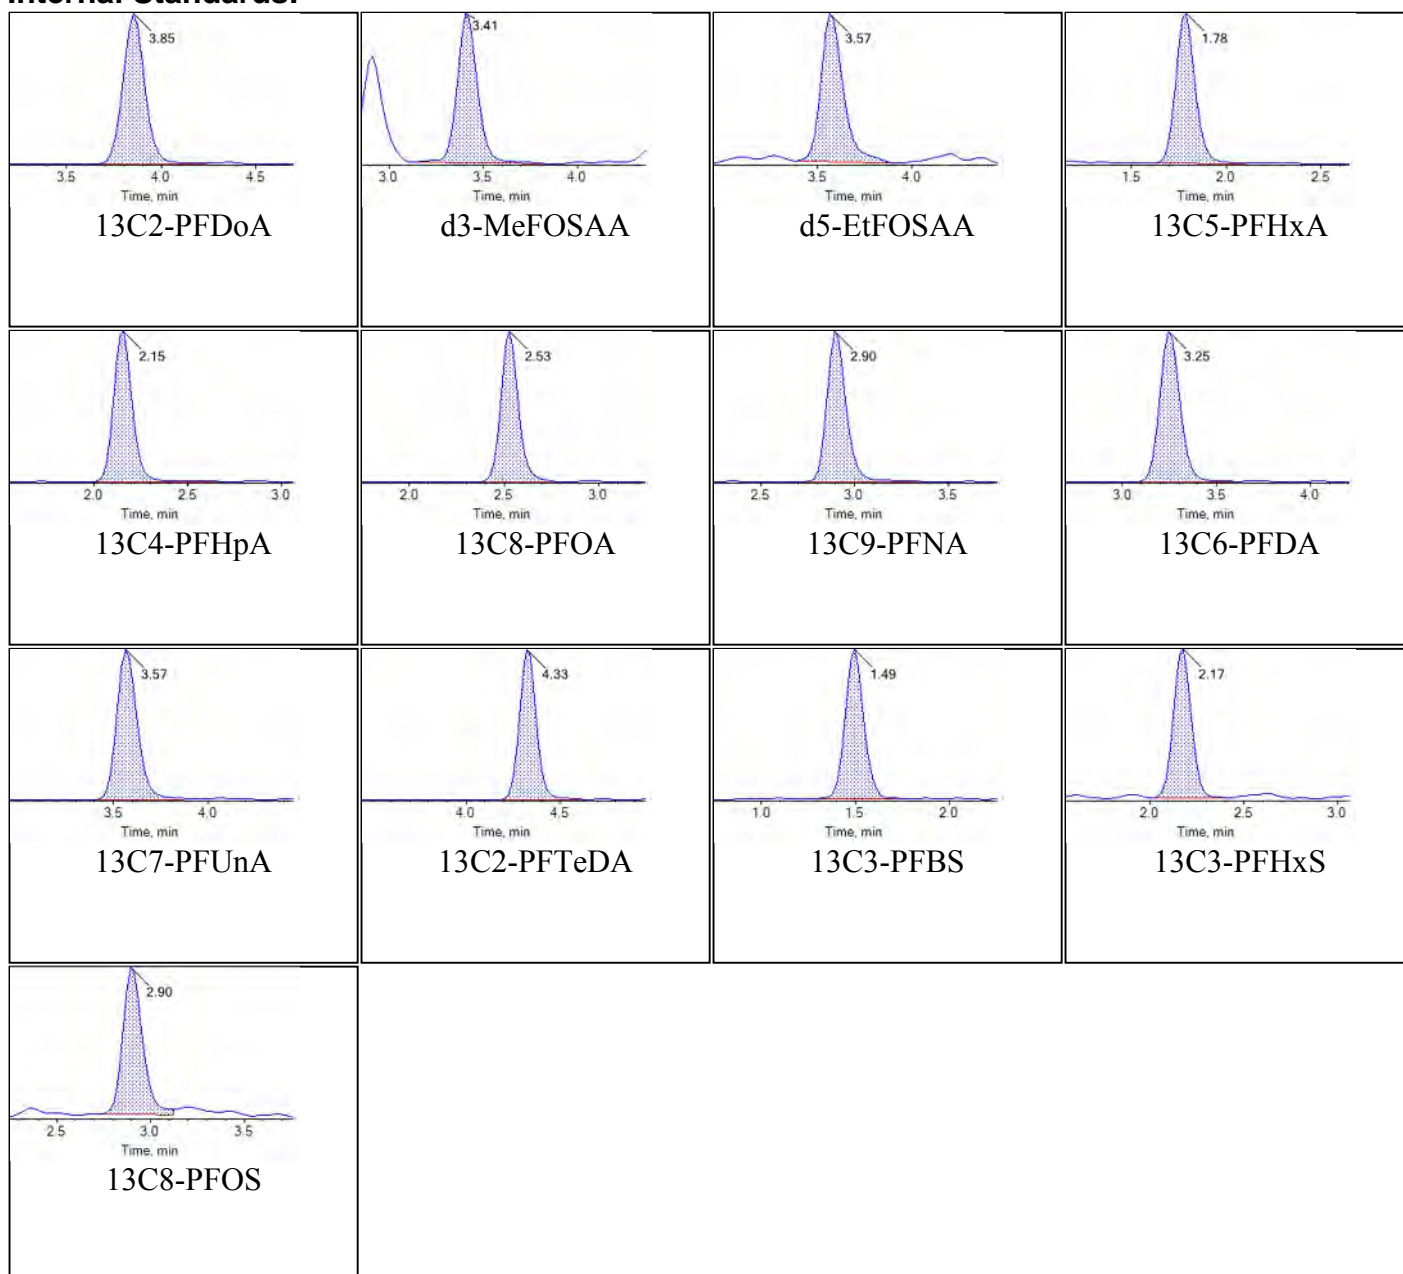 Internal Standards:
3.85
3.5 4.0 4.5
Time, min
13C2-PFDoA
3.41
3.0 3.5 4.0
Time, min
d3-MeFOSAA
3.57
3.5 4.0
Time, min
d5-EtFOSAA
1.78
1.5 2.0 2.5
Time, min
13C5-PFHxA
2.15
2.0 2.5 3.0
Time, min
13C4-PFHpA
2.53
2.0 2.5 3.0
Time, min
13C8-PFOA
2.90
2.5 3.0 3.5
Time, min
13C9-PFNA
3.25
3.0 3.5 4.0
Time, min
13C6-PFDA
3.57
3.5 4.0
Time, min
13C7-PFUnA
4.33
4.0 4.5
Time, min
13C2-PFTeDA
1.49
1.0 1.5 2.0
Time, min
13C3-PFBS
2.17
2.0 2.5 3.0
Time, min
13C3-PFHxS
2.90
2.5 3.0 3.5
Time, min
13C8-PFOS